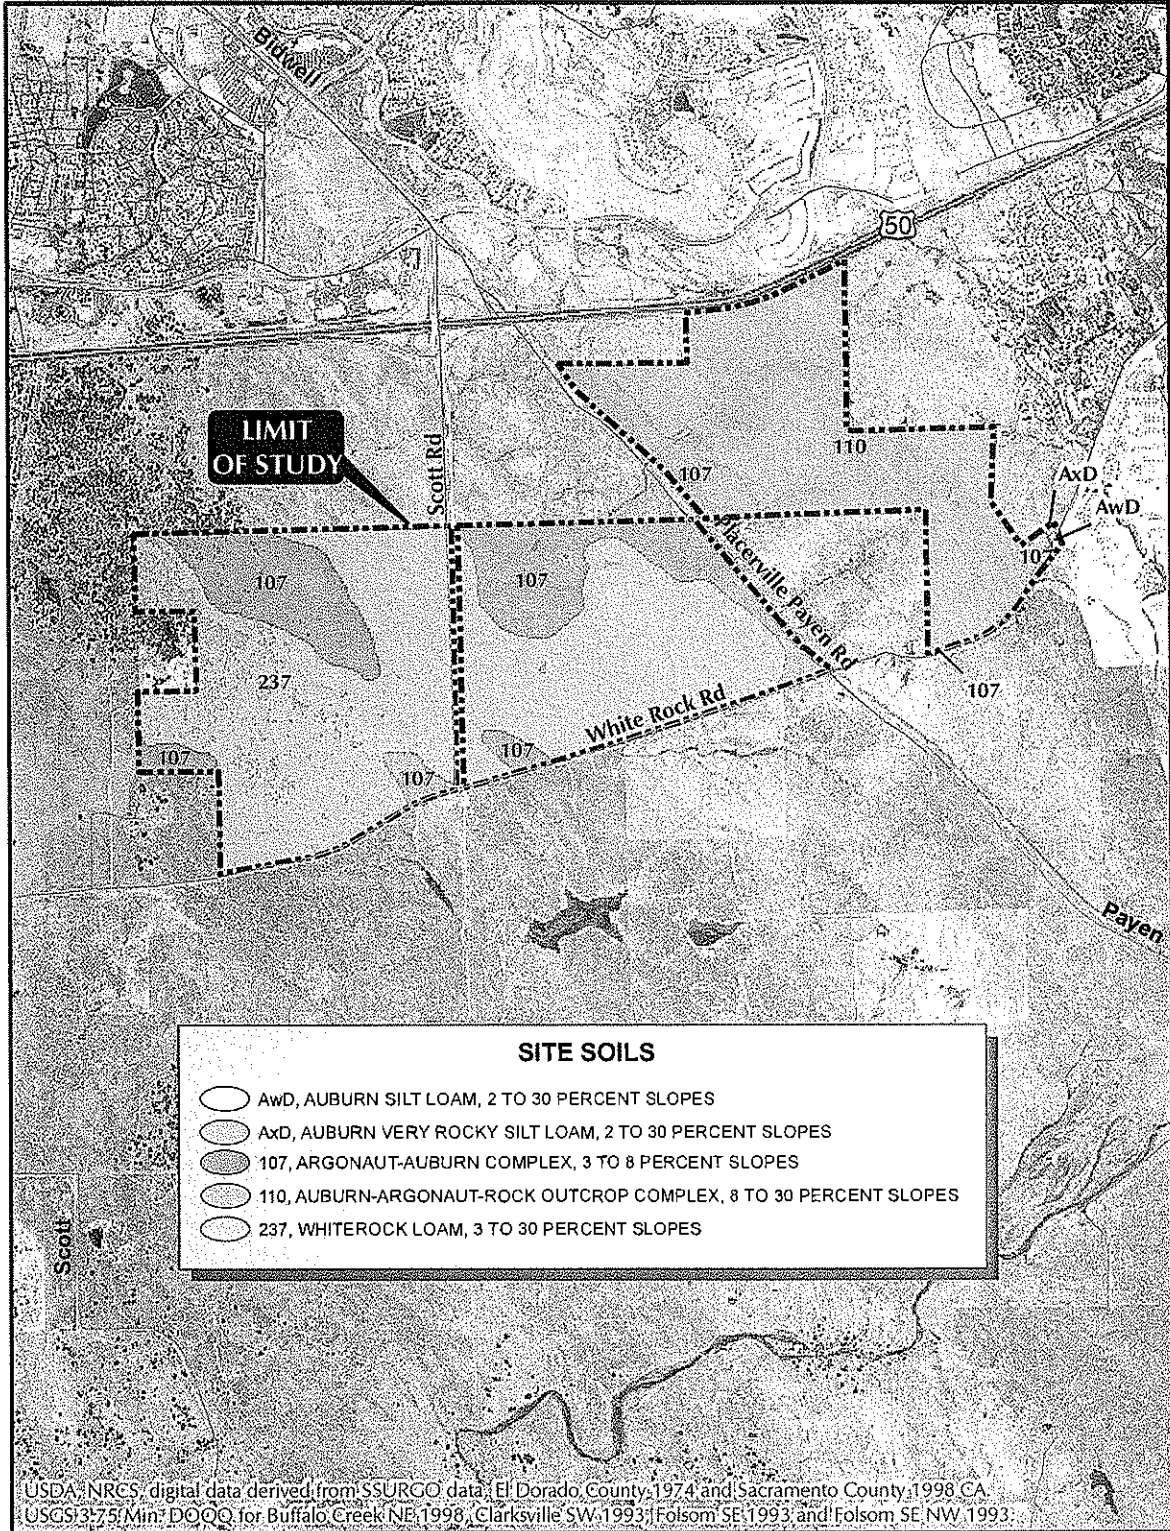 Bidwell
50
LIMIT
OF STUDY
Scott Rd
107
110
AxD
AwD
107
107
107
Placerville Payen Rd
237
107
White Rock Rd
107
107
107
Payen
SITE SOILS
AwD, AUBURN SILT LOAM, 2 TO 30 PERCENT SLOPES
AxD, AUBURN VERY ROCKY SILT LOAM, 2 TO 30 PERCENT SLOPES
107, ARGONAUT-AUBURN COMPLEX, 3 TO 8 PERCENT SLOPES
110, AUBURN-ARGONAUT-ROCK OUTCROP COMPLEX, 8 TO 30 PERCENT SLOPES
237, WHITEROCK LOAM, 3 TO 30 PERCENT SLOPES
Scott
USDA, NRCS, digital data derived from SSURGO data, El Dorado County 1974 and Sacramento County 1998 CA.
USGS 3.75 Min. DOQQ for Buffalo Creek NE 1998, Clarksville SW 1993, Folsom SE 1993 and Folsom SE NW 1993.